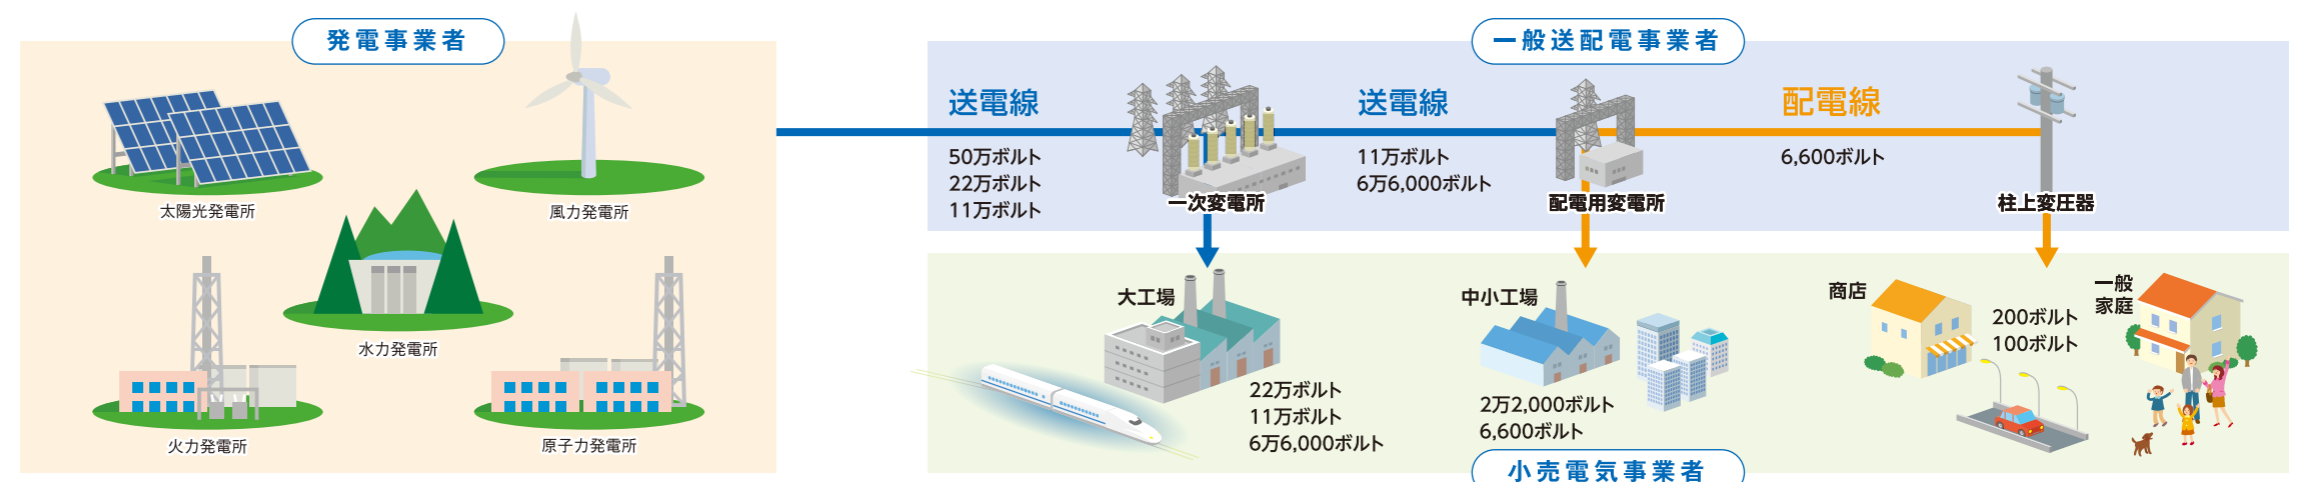 発電事業者
太陽光発電所
風力発電所
水力発電所
火力発電所
原子力発電所
一般送配電事業者
送電線
50万ボルト
22万ボルト
11万ボルト
一次変電所
送電線
11万ボルト
6万6,000ボルト
配電用変電所
配電線
6,600ボルト
柱上変圧器
大工場
22万ボルト
11万ボルト
6万6,000ボルト
中小工場
2万2,000ボルト
6,600ボルト
商店
200ボルト
100ボルト
一般
家庭
小売電気事業者